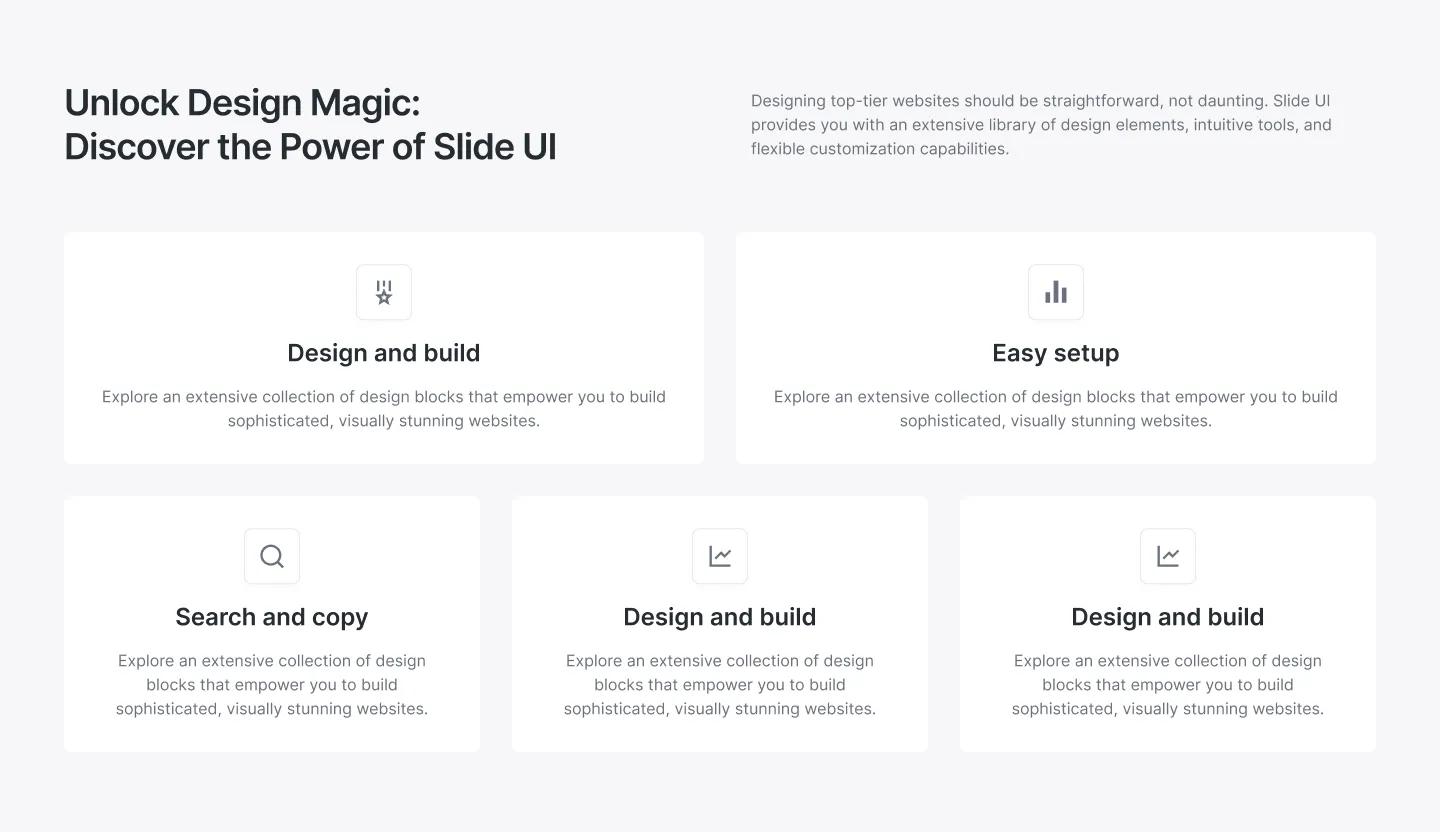 Unlock Design Magic:
Discover the Power of Slide UI
Designing top-tier websites should be straightforward, not daunting. Slide UI
provides you with an extensive library of design elements, intuitive tools, and
flexible customization capabilities.
Design and build
Explore an extensive collection of design blocks that empower you to build
sophisticated, visually stunning websites.
Easy setup
Explore an extensive collection of design blocks that empower you to build
sophisticated, visually stunning websites.
Search and copy
Explore an extensive collection of design
blocks that empower you to build
sophisticated, visually stunning websites.
Design and build
Explore an extensive collection of design
blocks that empower you to build
sophisticated, visually stunning websites.
Design and build
Explore an extensive collection of design
blocks that empower you to build
sophisticated, visually stunning websites.